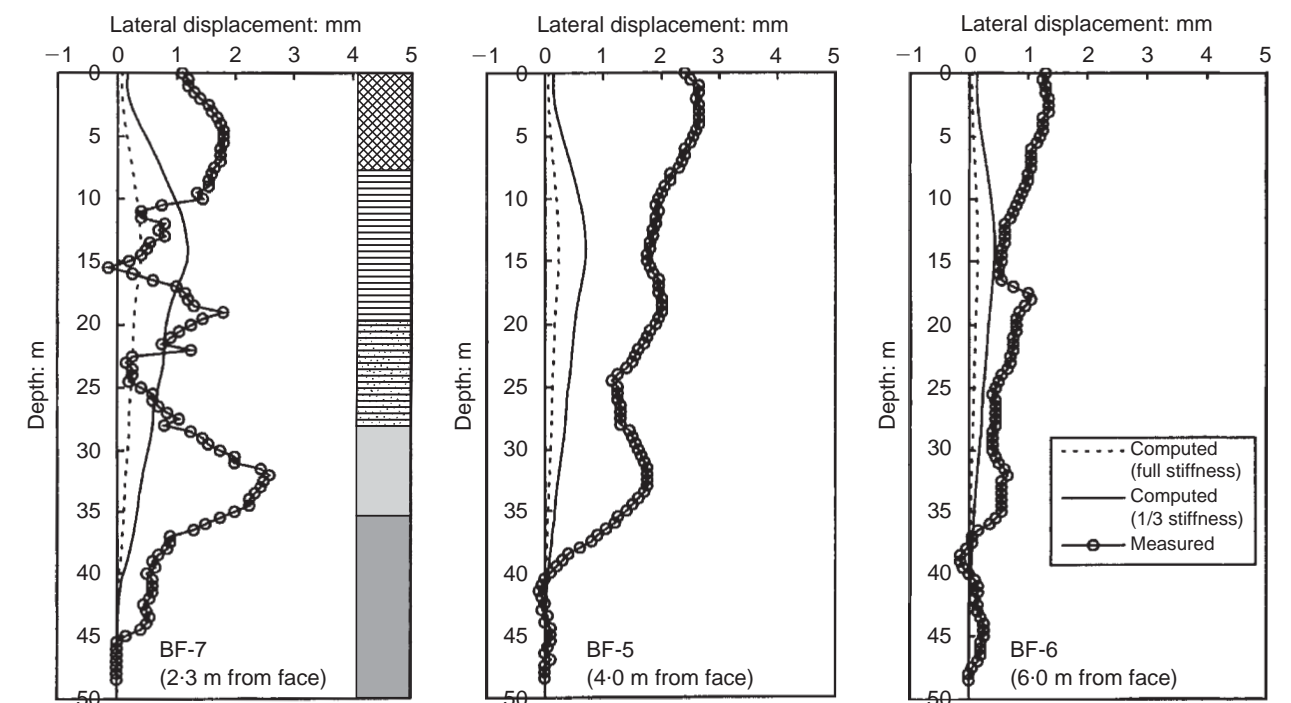 Lateral displacement: mm
−1 0 1 2 3 4 5
0
5
10
15
20
25
30
35
40
45
50
Depth: m
BF-7
(2·3 m from face)
Lateral displacement: mm
−1 0 1 2 3 4 5
0
5
10
15
20
25
30
35
40
45
50
Depth: m
BF-5
(4·0 m from face)
Lateral displacement: mm
−1 0 1 2 3 4 5
0
5
10
15
20
25
30
35
40
45
50
Depth: m
Computed
(full stiffness)
Computed
(1/3 stiffness)
Measured
BF-6
(6·0 m from face)